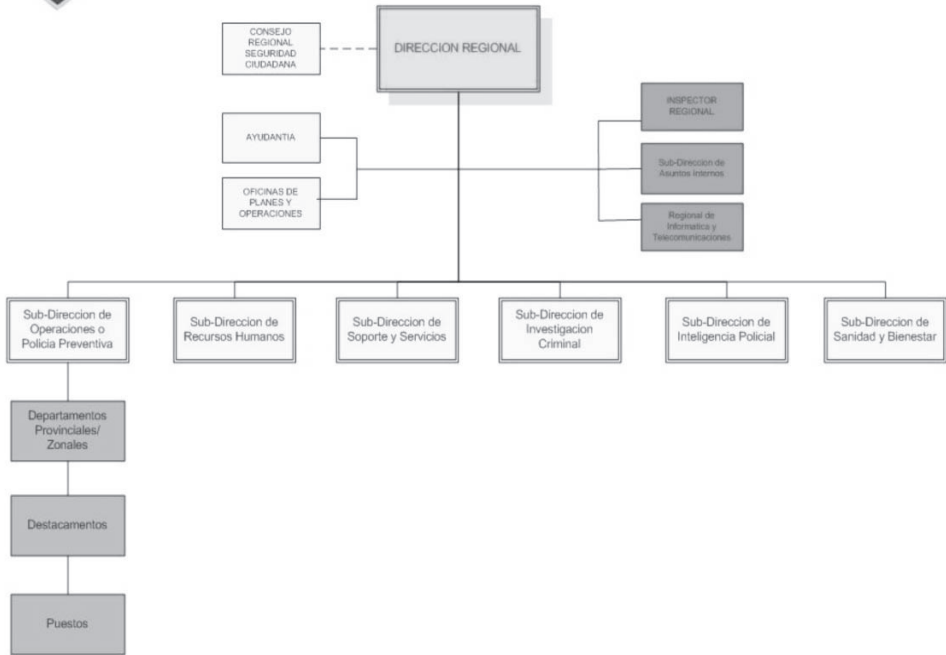 CONSEJO
REGIONAL
SEGURIDAD
CIUDADANA
DIRECCION REGIONAL
INSPECTOR
REGIONAL
AYUDANTIA
Sub-Direccion de
Asuntos Internos
OFICINAS DE
PLANES Y
OPERACIONES
Regional de
Informatica y
Telecomunicaciones
Sub-Direccion de
Operaciones o
Policia Preventiva
Sub-Direccion de
Recursos Humanos
Sub-Direccion de
Soporte y Servicios
Sub-Direccion de
Investigacion
Criminal
Sub-Direccion de
Inteligencia Policial
Sub-Direccion de
Sanidad y Bienestar
Departamentos
Provinciales/
Zonales
Destacamentos
Puestos